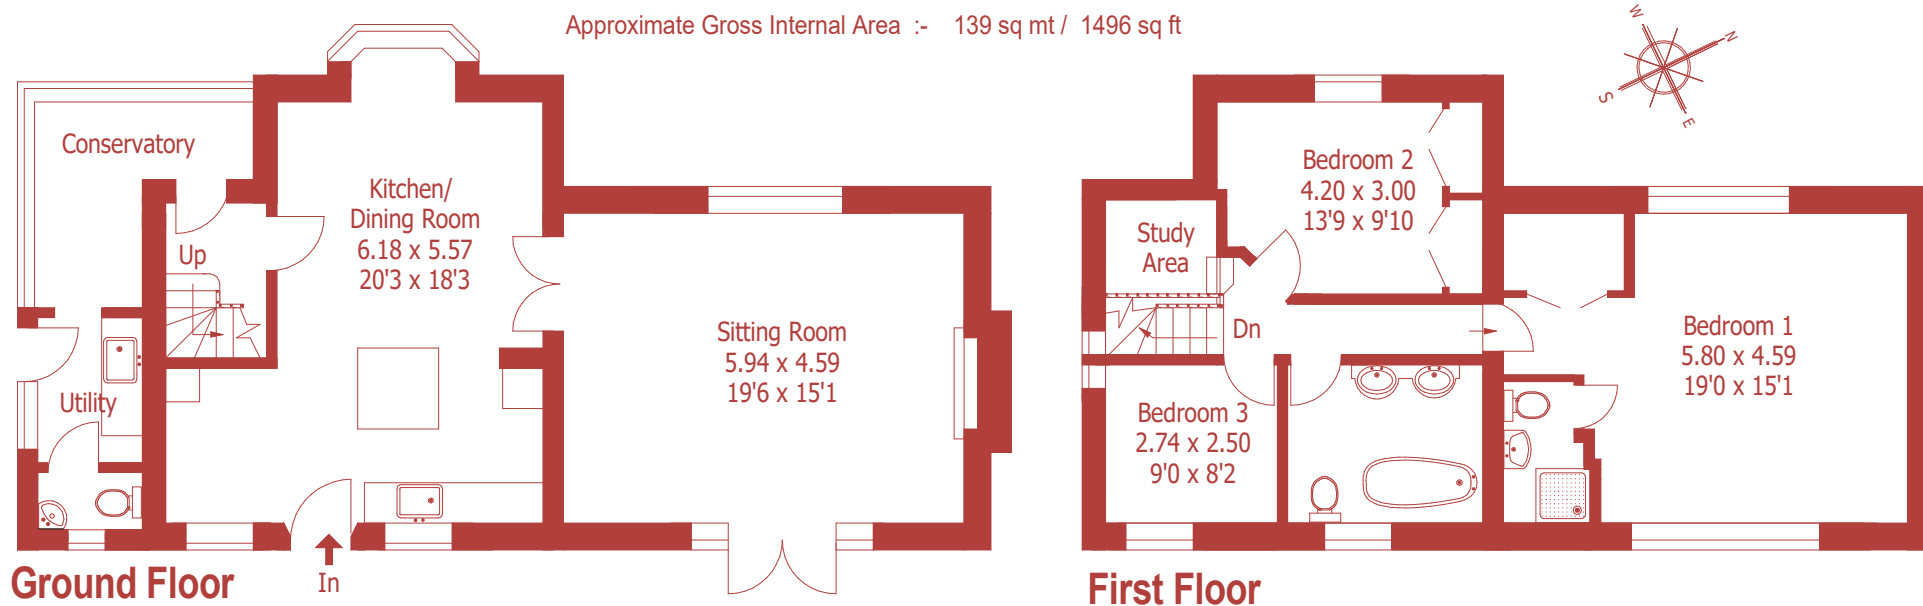 Approximate Gross Internal Area :- 139 sq mt / 1496 sq ft
W
N
S
E
Conservatory
Kitchen/
Dining Room
6.18 x 5.57
20'3 x 18'3
Up
Sitting Room
5.94 x 4.59
19'6 x 15'1
Utility
In
Ground Floor
Bedroom 2
4.20 x 3.00
13'9 x 9'10
Study
Area
Dn
Bedroom 1
5.80 x 4.59
19'0 x 15'1
Bedroom 3
2.74 x 2.50
9'0 x 8'2
First Floor